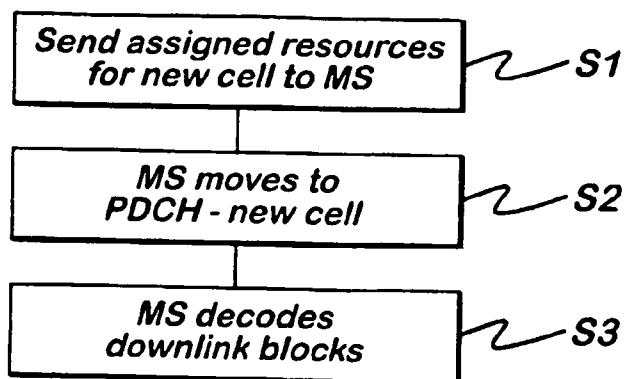 Send assigned resources
for new cell to MS
S1
MS moves to
PDCH - new cell
S2
MS decodes
downlink blocks
S3